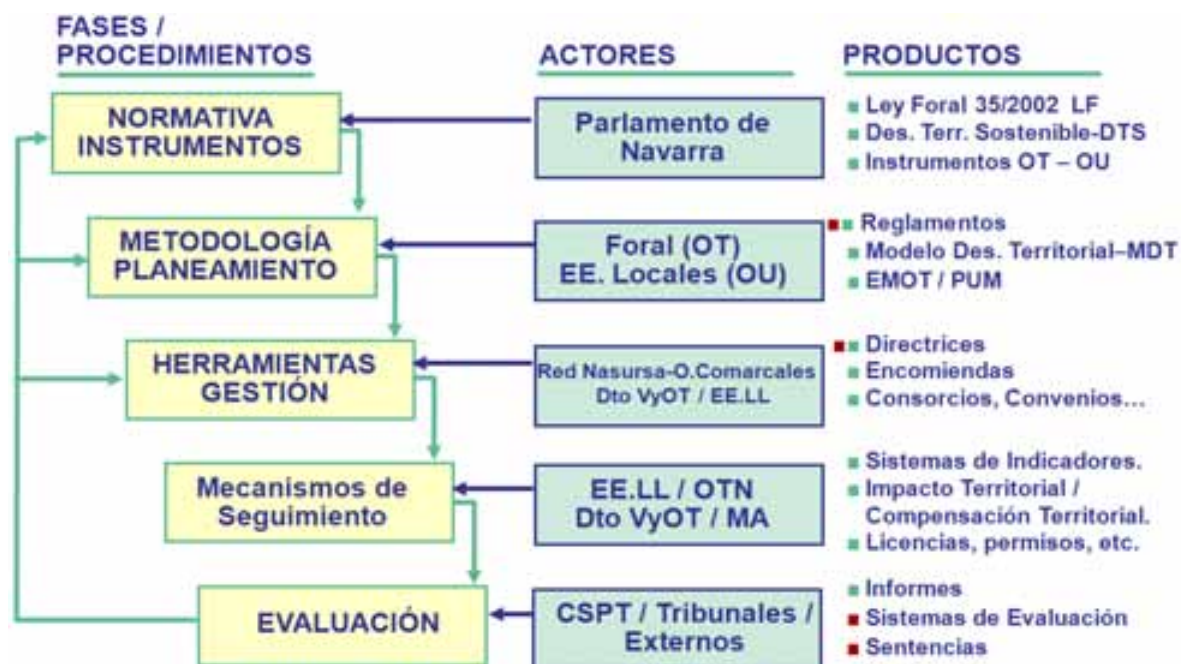 FASES /
PROCEDIMIENTOS
ACTORES
PRODUCTOS
NORMATIVA
INSTRUMENTOS
Parlamento de
Navarra
Ley Foral 35/2002 LF
Des. Terr. Sostenible-DTS
Instrumentos OT – OU
METODOLOGÍA
PLANEAMIENTO
Foral (OT)
EE. Locales (OU)
Reglamentos
Modelo Des. Territorial–MDT
EMOT / PUM
HERRAMIENTAS
GESTIÓN
Red Nasursa-O.Comarcales
Dto VyOT / EE.LL
Directrices
Encomiendas
Consorcios, Convenios…
Mecanismos de
Seguimiento
EE.LL / OTN
Dto VyOT / MA
Sistemas de Indicadores.
Impacto Territorial /
Compensación Territorial.
Licencias, permisos, etc.
EVALUACIÓN
CSPT / Tribunales /
Externos
Informes
Sistemas de Evaluación
Sentencias